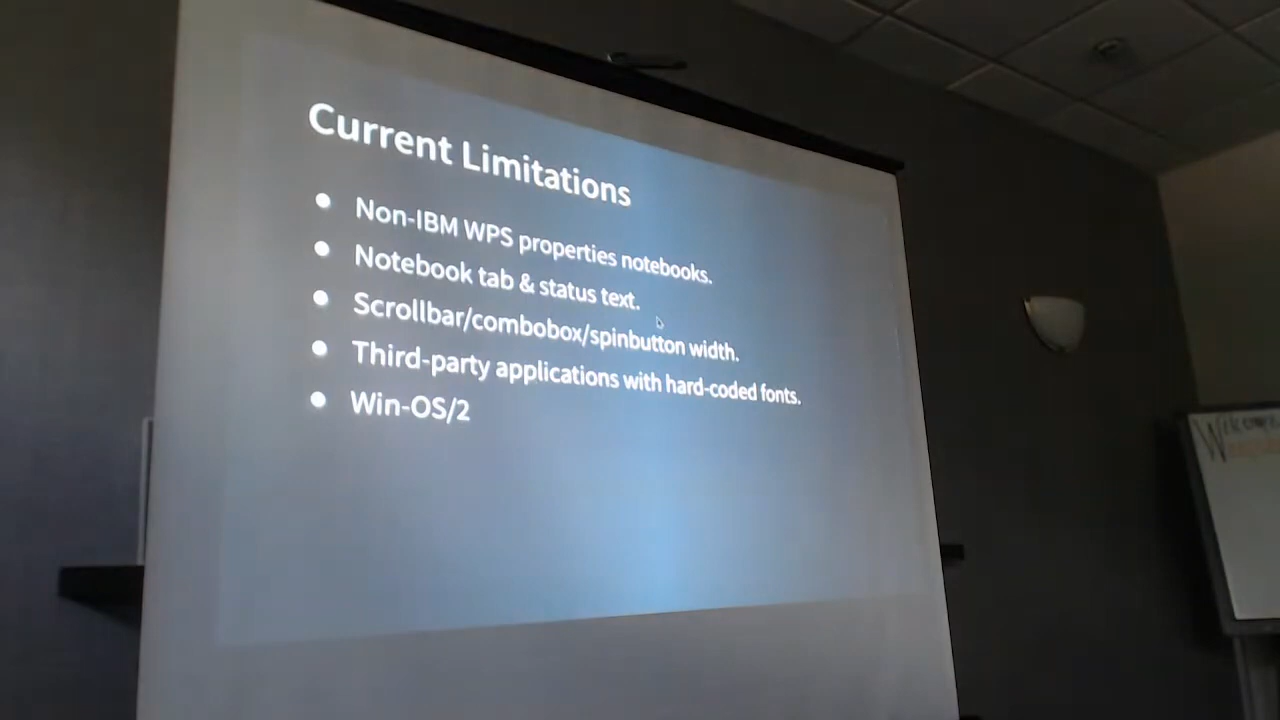 Current Limitations
Non-IBM WPS properties notebooks.
Notebook tab & status text.
Scrollbar/combobox/spinbutton width.
Third-party applications with hard-coded fonts.
Win-OS/2